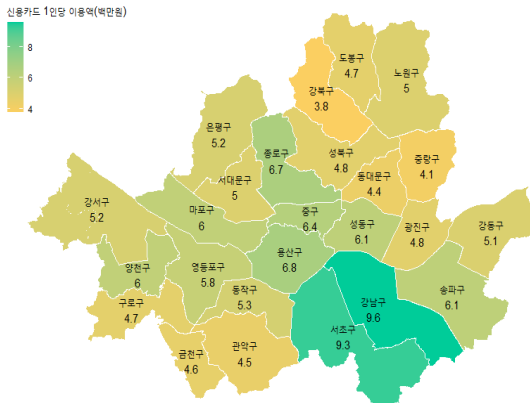 신용카드 1인당 이용액(백만원)
8
6
4
도봉구
4.7
노원구
5
강북구
3.8
은평구
5.2
종로구
6.7
성북구
4.8
중랑구
4.1
서대문구
5
동대문구
4.4
강서구
5.2
마포구
6
중구
6.4
성동구
6.1
광진구
4.8
강동구
5.1
양천구
6
영등포구
5.8
용산구
6.8
동작구
5.3
강남구
9.6
송파구
6.1
구로구
4.7
서초구
9.3
금천구
4.6
관악구
4.5